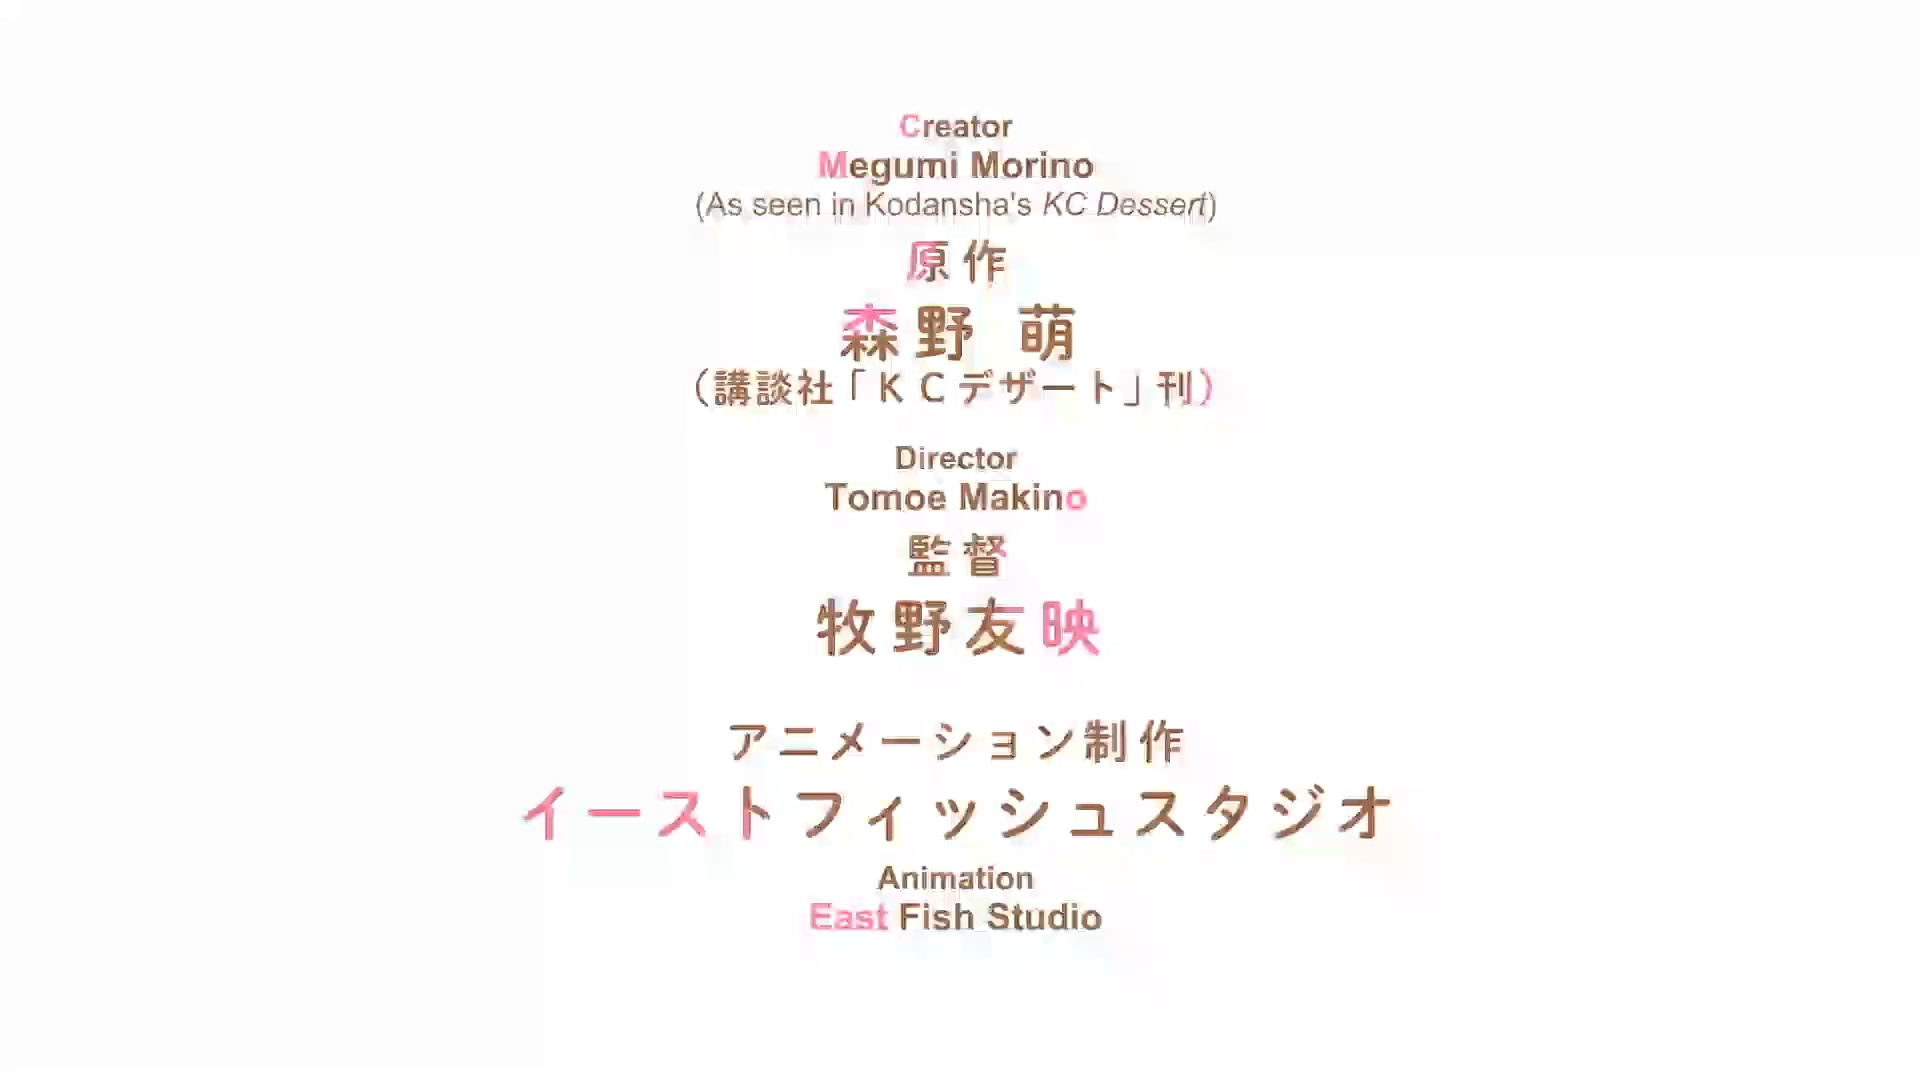 Creator
Megumi Morino
(As seen in Kodansha's KC Dessert)
原作
森野 萌
（講談社「ＫＣデザート」刊）
Director
Tomoe Makino
監督
牧野友映
アニメーション制作
イーストフィッシュスタジオ
Animation
East Fish Studio